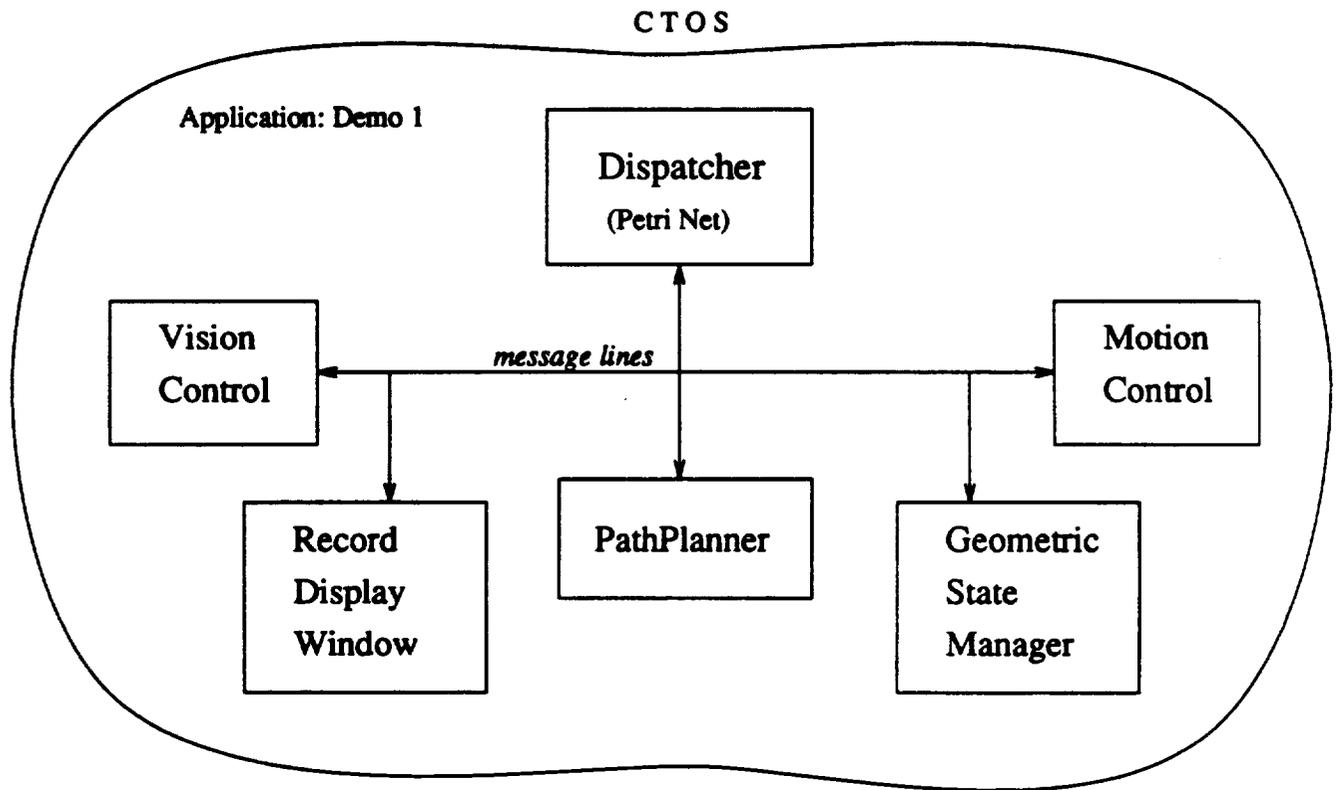 CTOS
Application: Demo 1
Dispatcher
(Petri Net)
Vision
Control
message lines
Motion
Control
Record
Display
Window
PathPlanner
Geometric
State
Manager